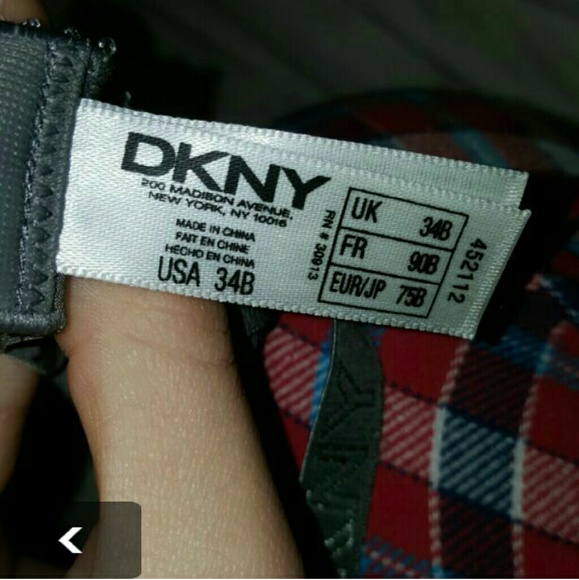 DKNY
200 MADISON AVENUE,
NEW YORK, NY 10016
MADE IN CHINA
FAIT EN CHINE
HECHO EN CHINA
USA 34B
RN # 30913
UK 34B
FR 90B
EUR/JP 75B
452112